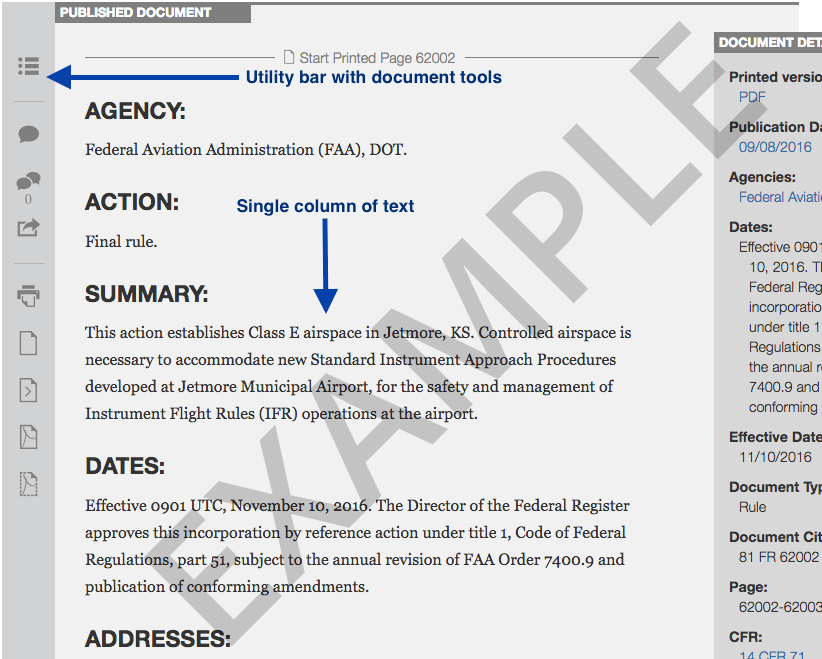 PUBLISHED DOCUMENT
Start Printed Page 62002
Utility bar with document tools
AGENCY:
Federal Aviation Administration (FAA), DOT.
ACTION:
Single column of text
Final rule.
SUMMARY:
This action establishes Class E airspace in Jetmore, KS. Controlled airspace is
necessary to accommodate new Standard Instrument Approach Procedures
developed at Jetmore Municipal Airport, for the safety and management of
Instrument Flight Rules (IFR) operations at the airport.
DATES:
Effective 0901 UTC, November 10, 2016. The Director of the Federal Register
approves this incorporation by reference action under title 1, Code of Federal
Regulations, part 51, subject to the annual revision of FAA Order 7400.9 and
publication of conforming amendments.
ADDRESSES:
0
EXAMPLE
DOCUMENT DET
Printed versio
PDF
Publication Da
09/08/2016
Agencies:
Federal Aviati
Dates:
Effective 0901
10, 2016. T
Federal Reg
incorporatio
under title 1
Regulations
the annual r
7400.9 and
conforming
Effective Date
11/10/2016
Document Typ
Rule
Document Cit
81 FR 62002
Page:
62002-62003
CFR:
14 CFR 71